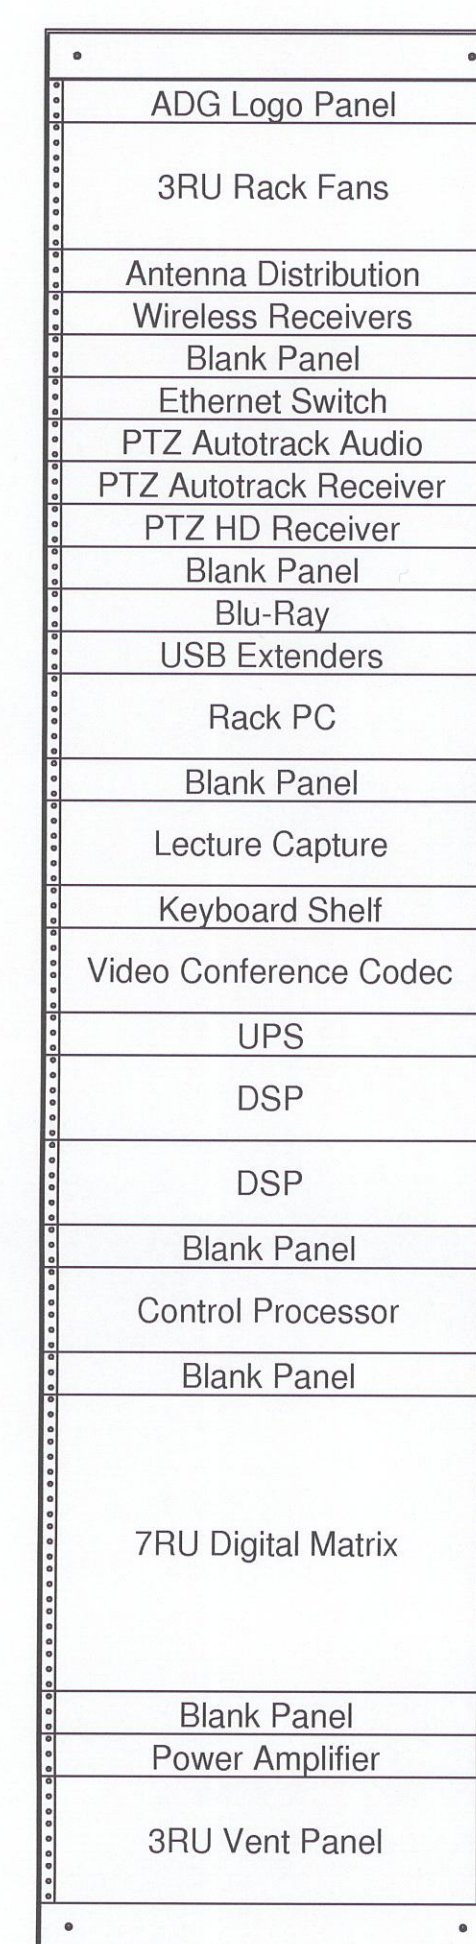 ADG Logo Panel
3RU Rack Fans
Antenna Distribution
Wireless Receivers
Blank Panel
Ethernet Switch
PTZ Autotrack Audio
PTZ Autotrack Receiver
PTZ HD Receiver
Blank Panel
Blu-Ray
USB Extenders
Rack PC
Blank Panel
Lecture Capture
Keyboard Shelf
Video Conference Codec
UPS
DSP
DSP
Blank Panel
Control Processor
Blank Panel
7RU Digital Matrix
Blank Panel
Power Amplifier
3RU Vent Panel